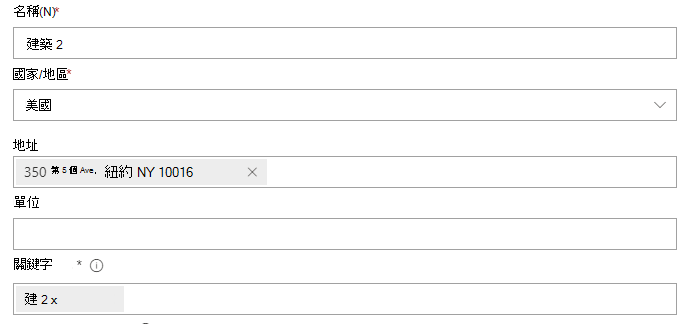 名稱(N)*
建築 2
國家/地區*
美國
地址
350 第 5 個 Ave, 紐約 NY 10016
單位
關鍵字 *
建 2 x